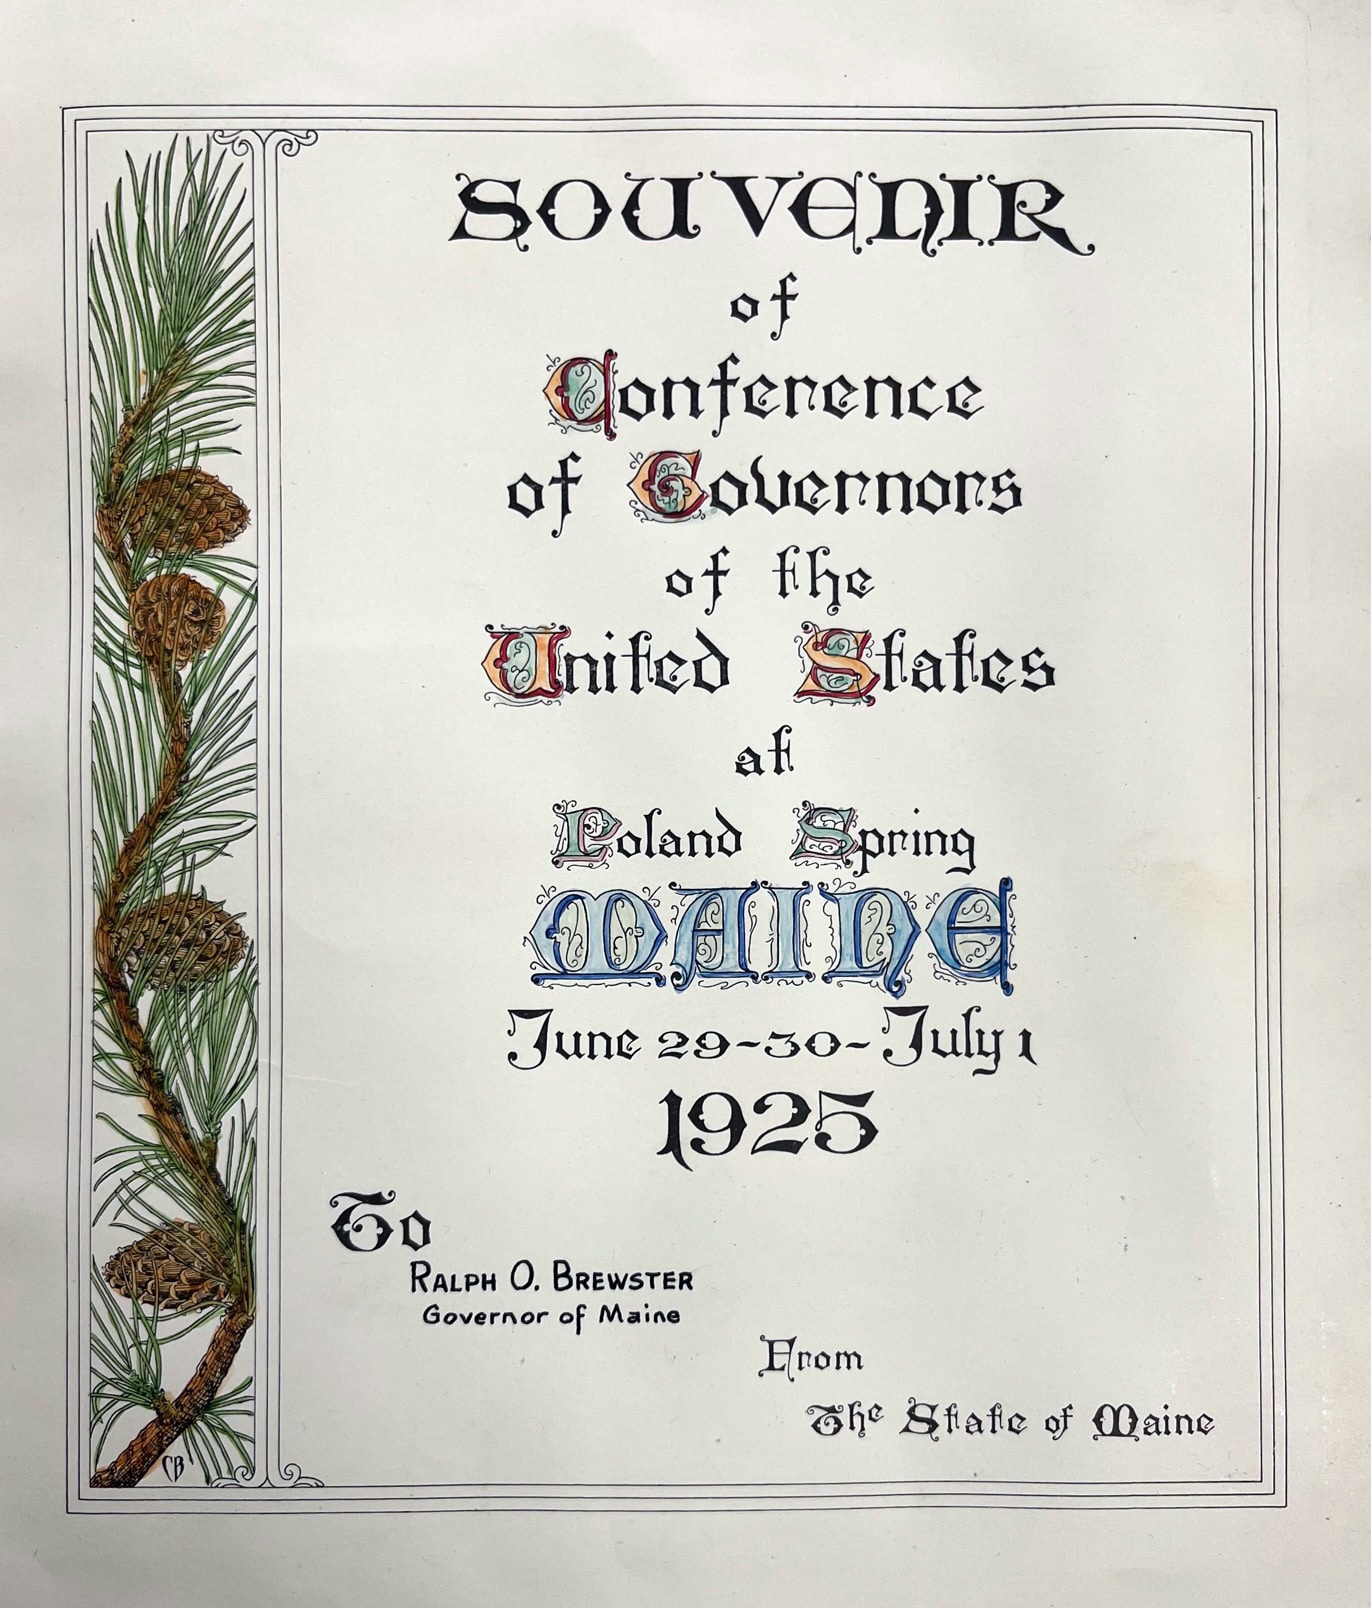 SOUVENIR
of
Conference
of Governors
of the
United States
at
Poland Spring
MAINE
June 29-30-July 1
1925
To
RALPH O. BREWSTER
Governor of Maine
From
The State of Maine
CB